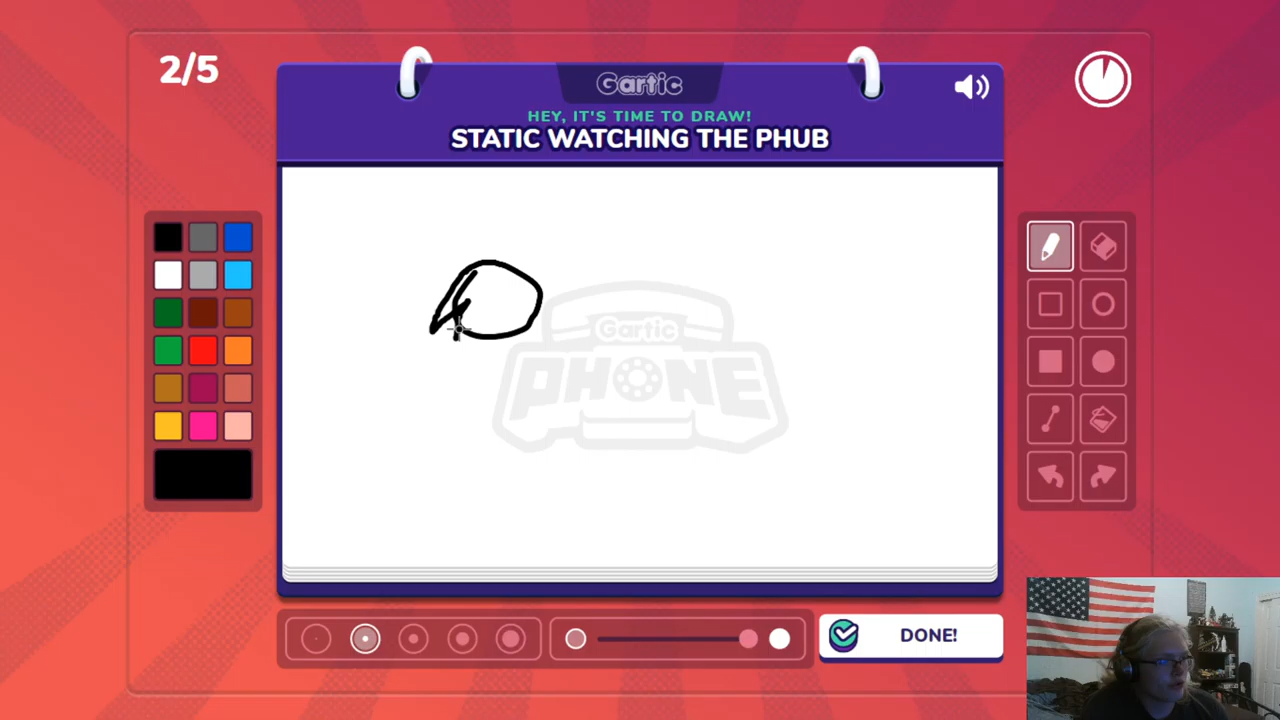 2/5
Gartic
HEY, IT'S TIME TO DRAW!
STATIC WATCHING THE PHUB
Gartic
PHONE
DONE!